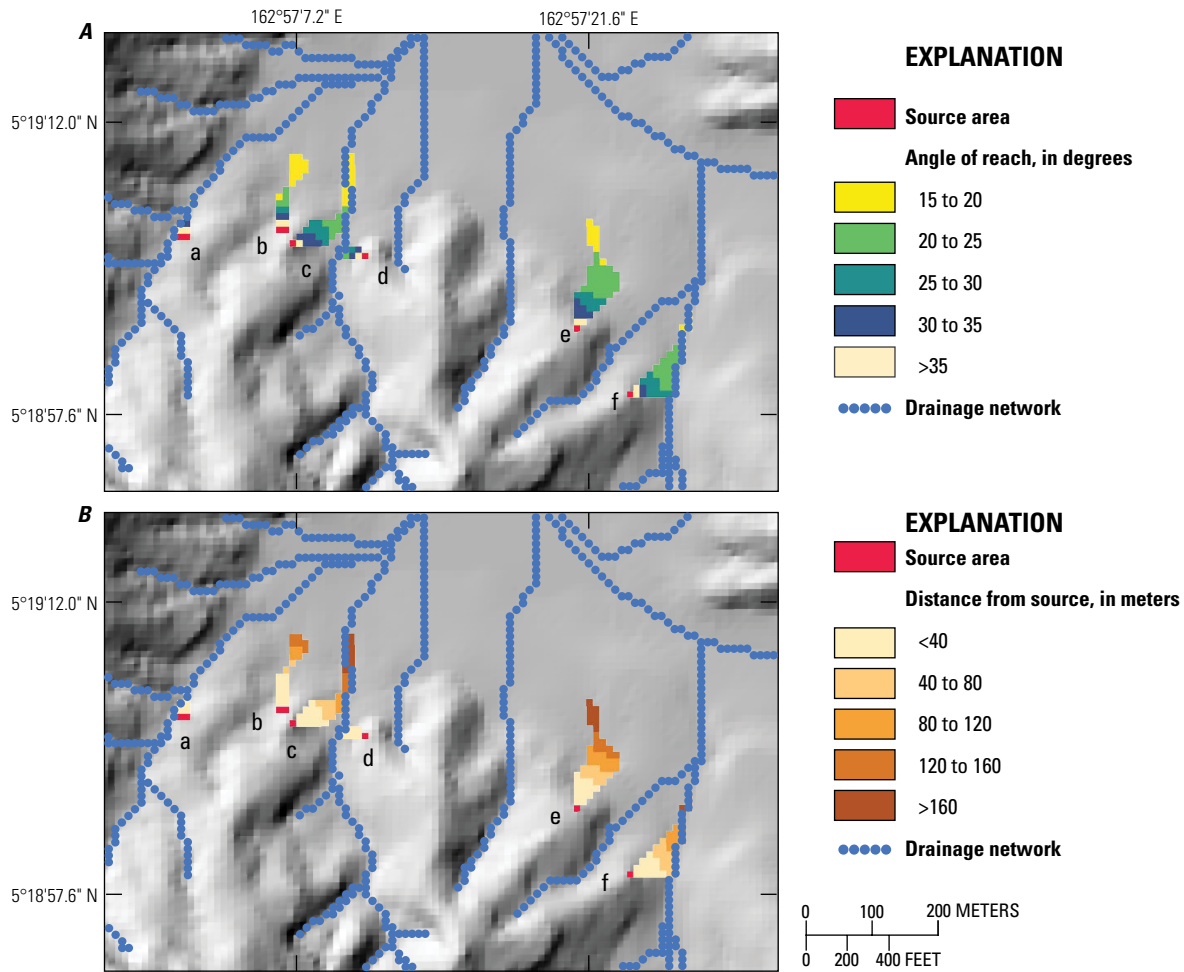 162°57'7.2" E
162°57'21.6" E
A
5°19'12.0" N
5°18'57.6" N
a
b
c
d
e
f
EXPLANATION
Source area
Angle of reach, in degrees
15 to 20
20 to 25
25 to 30
30 to 35
>35
Drainage network
B
5°19'12.0" N
5°18'57.6" N
a
b
c
d
e
f
EXPLANATION
Source area
Distance from source, in meters
<40
40 to 80
80 to 120
120 to 160
>160
Drainage network
0 100 200 METERS
0 200 400 FEET